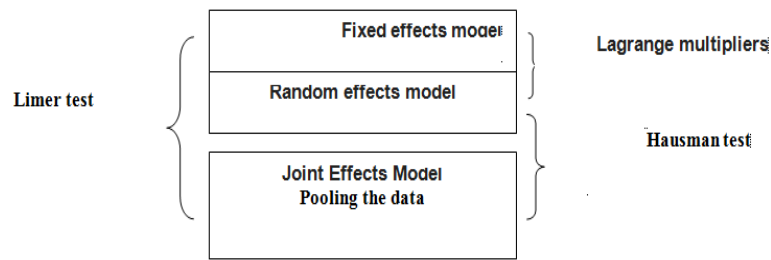 Fixed effects model
Lagrange multipliers
Random effects model
Limer test
Hausman test
Joint Effects Model
Pooling the data